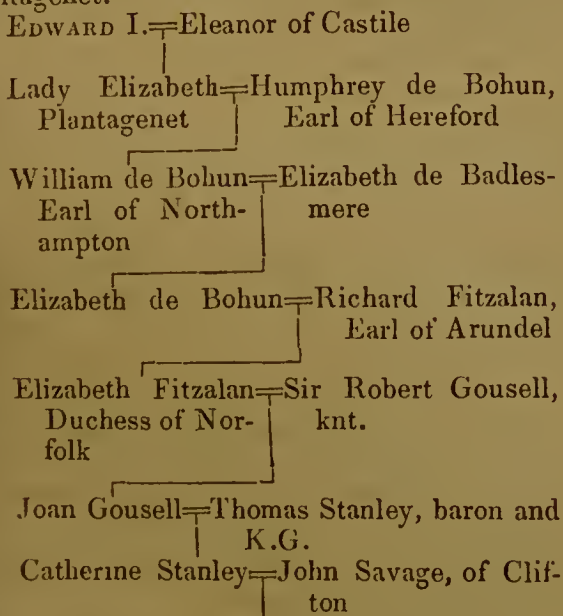 EDWARD I.=Eleanor of Castile
Lady Elizabeth=Humphrey de Bohun,
Plantagenet Earl of Hereford
William de Bohun=Elizabeth de Badles-
Earl of North- mere
ampton
Elizabeth de Bohun=Richard Fitzalan,
Earl of Arundel
Elizabeth Fitzalan=Sir Robert Gousell,
Duchess of Nor- knt.
folk
Joan Gousell=Thomas Stanley, baron and
K.G.
Catherine Stanley=John Savage, of Clif-
ton